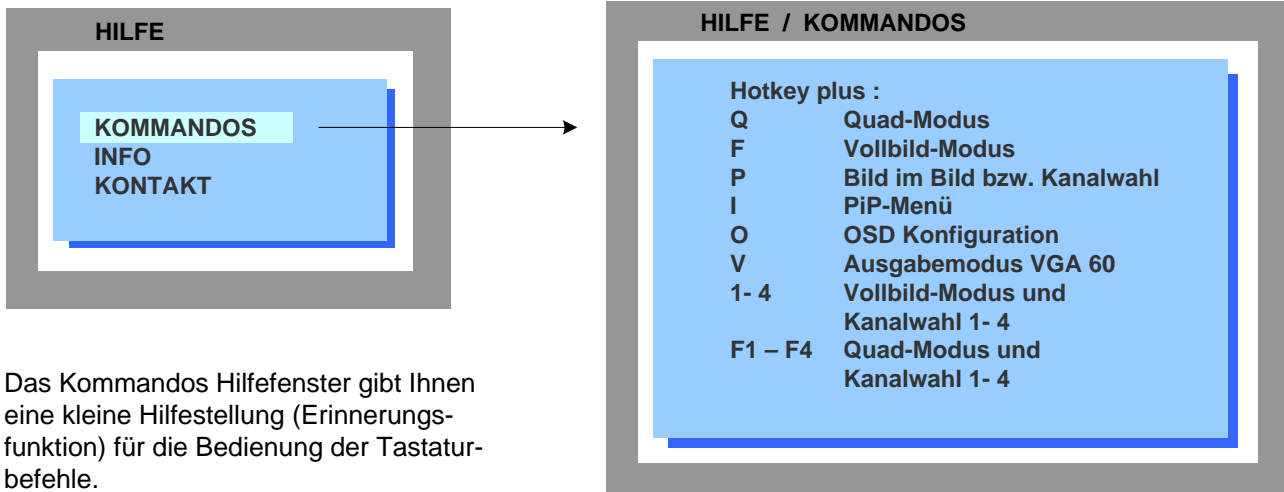 HILFE
KOMMANDOS
INFO
KONTAKT
Das Kommandos Hilfefenster gibt Ihnen
eine kleine Hilfestellung (Erinnerungs-
funktion) für die Bedienung der Tastatur-
befehle.
HILFE / KOMMANDOS
Hotkey plus :
Q Quad-Modus
F Vollbild-Modus
P Bild im Bild bzw. Kanalwahl
I PiP-Menü
O OSD Konfiguration
V Ausgabemodus VGA 60
1- 4 Vollbild-Modus und
Kanalwahl 1- 4
F1 – F4 Quad-Modus und
Kanalwahl 1- 4